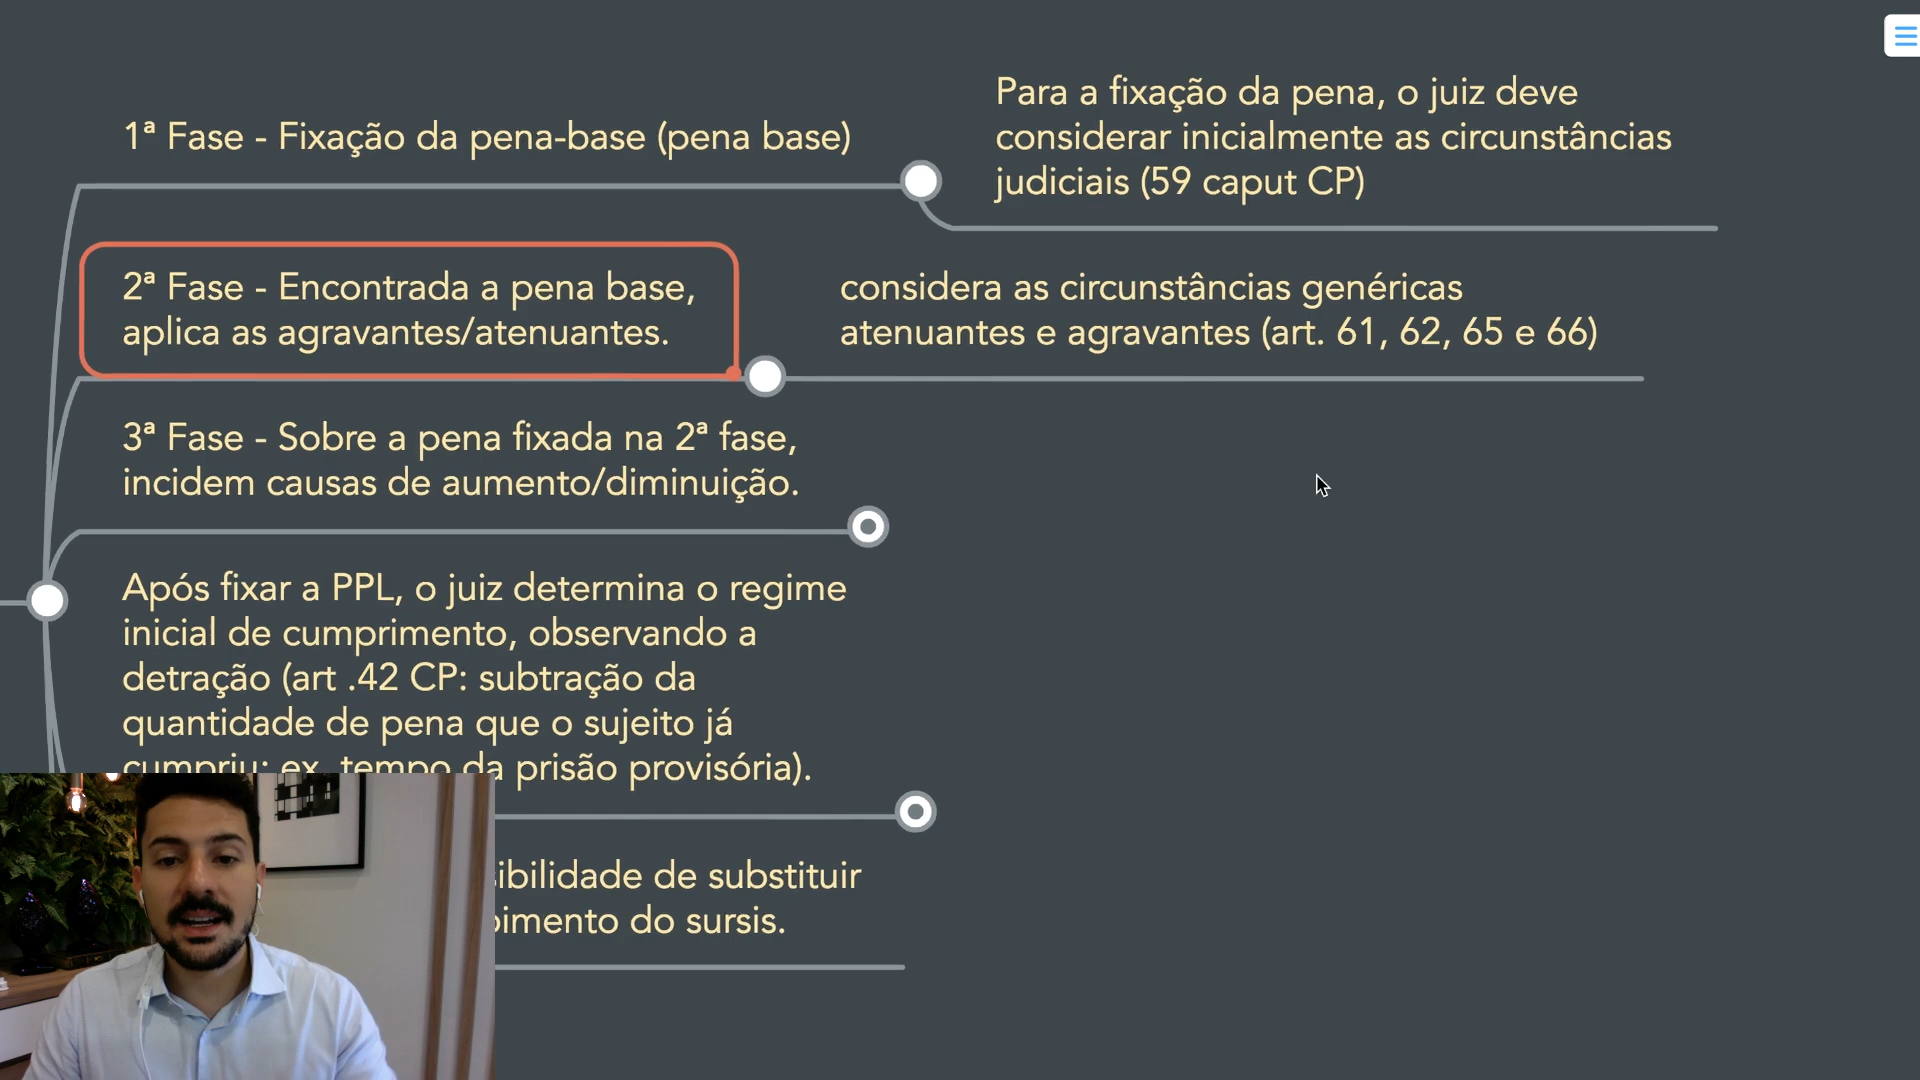 1ª Fase - Fixação da pena-base (pena base)
Para a fixação da pena, o juiz deve
considerar inicialmente as circunstâncias
judiciais (59 caput CP)
2ª Fase - Encontrada a pena base,
aplica as agravantes/atenuantes.
considera as circunstâncias genéricas
atenuantes e agravantes (art. 61, 62, 65 e 66)
3ª Fase - Sobre a pena fixada na 2ª fase,
incidem causas de aumento/diminuição.
Após fixar a PPL, o juiz determina o regime
inicial de cumprimento, observando a
detração (art .42 CP: subtração da
quantidade de pena que o sujeito já
cumpriu: ex. tempo da prisão provisória).
de substituir
do sursis.